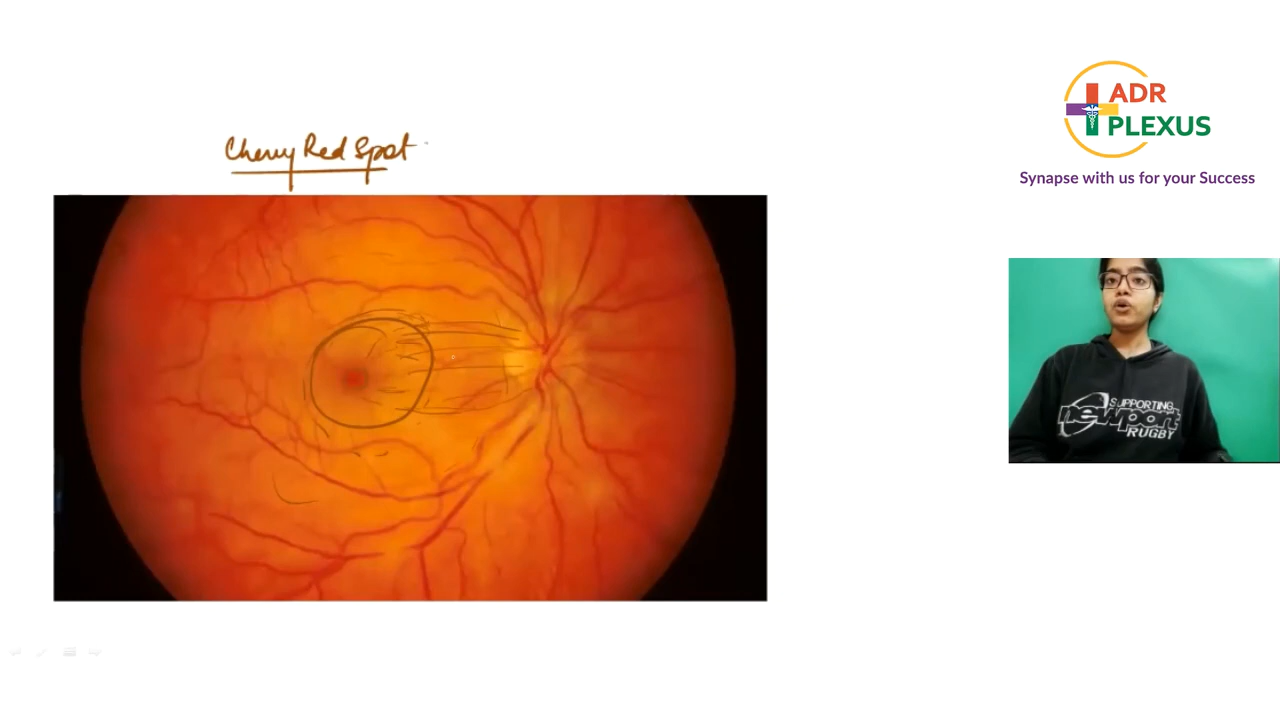 Cherry Red Spot
ADR
PLEXUS
Synapse with us for your Success
SUPPORTING
newport
RUGBY